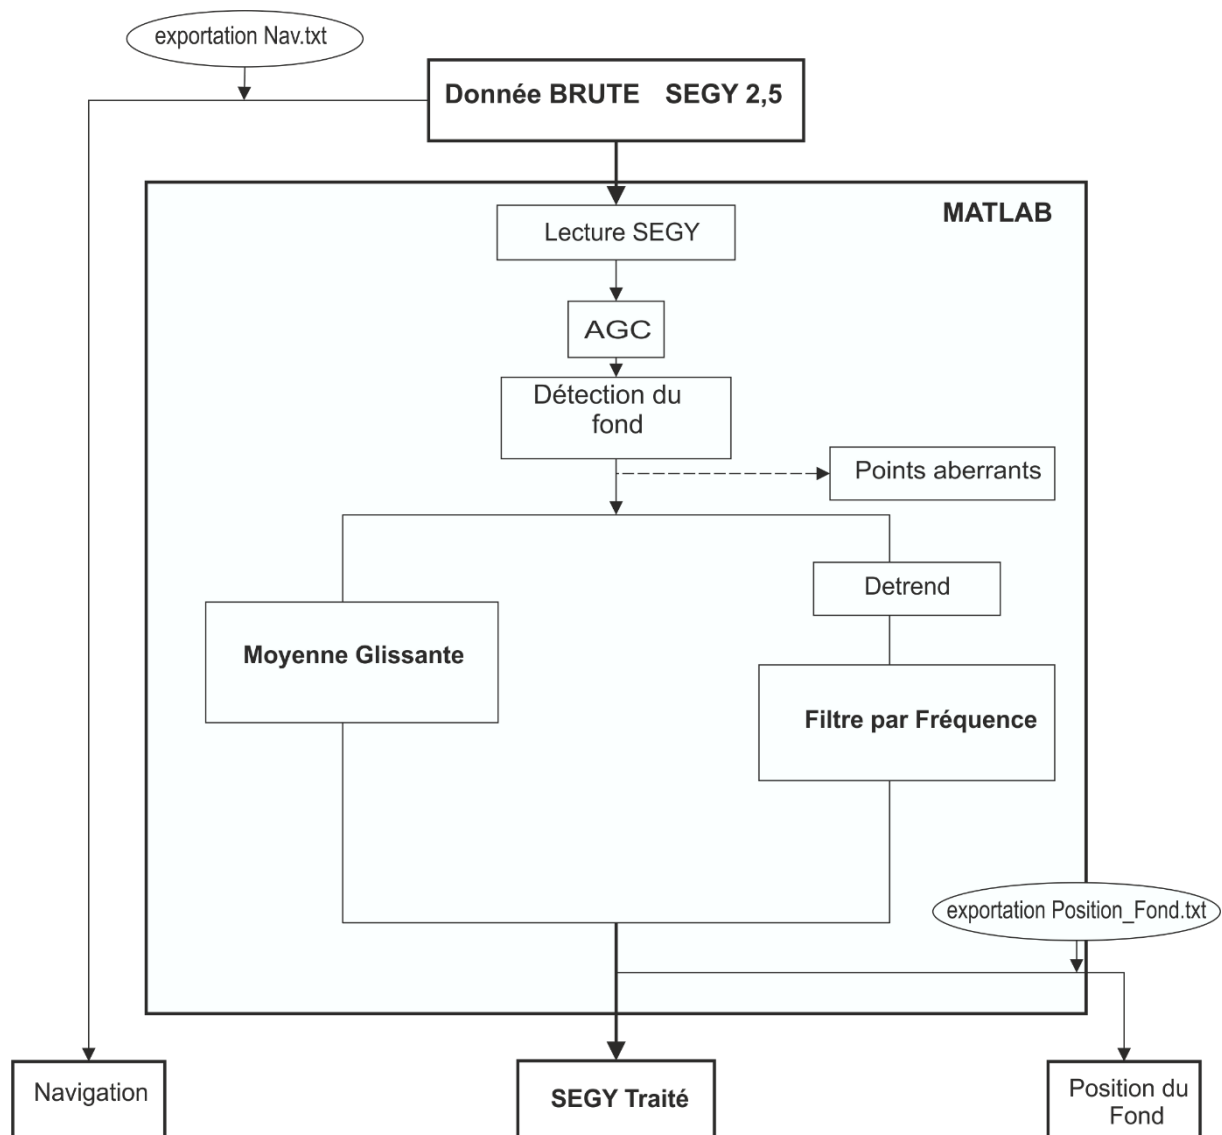 exportation Nav.txt
Donnée BRUTE SEGY 2,5
MATLAB
Lecture SEGY
AGC
Détection du
fond
Points aberrants
Detrend
Moyenne Glissante
Filtre par Fréquence
exportation Position_Fond.txt
Navigation
SEGY Traité
Position du
Fond